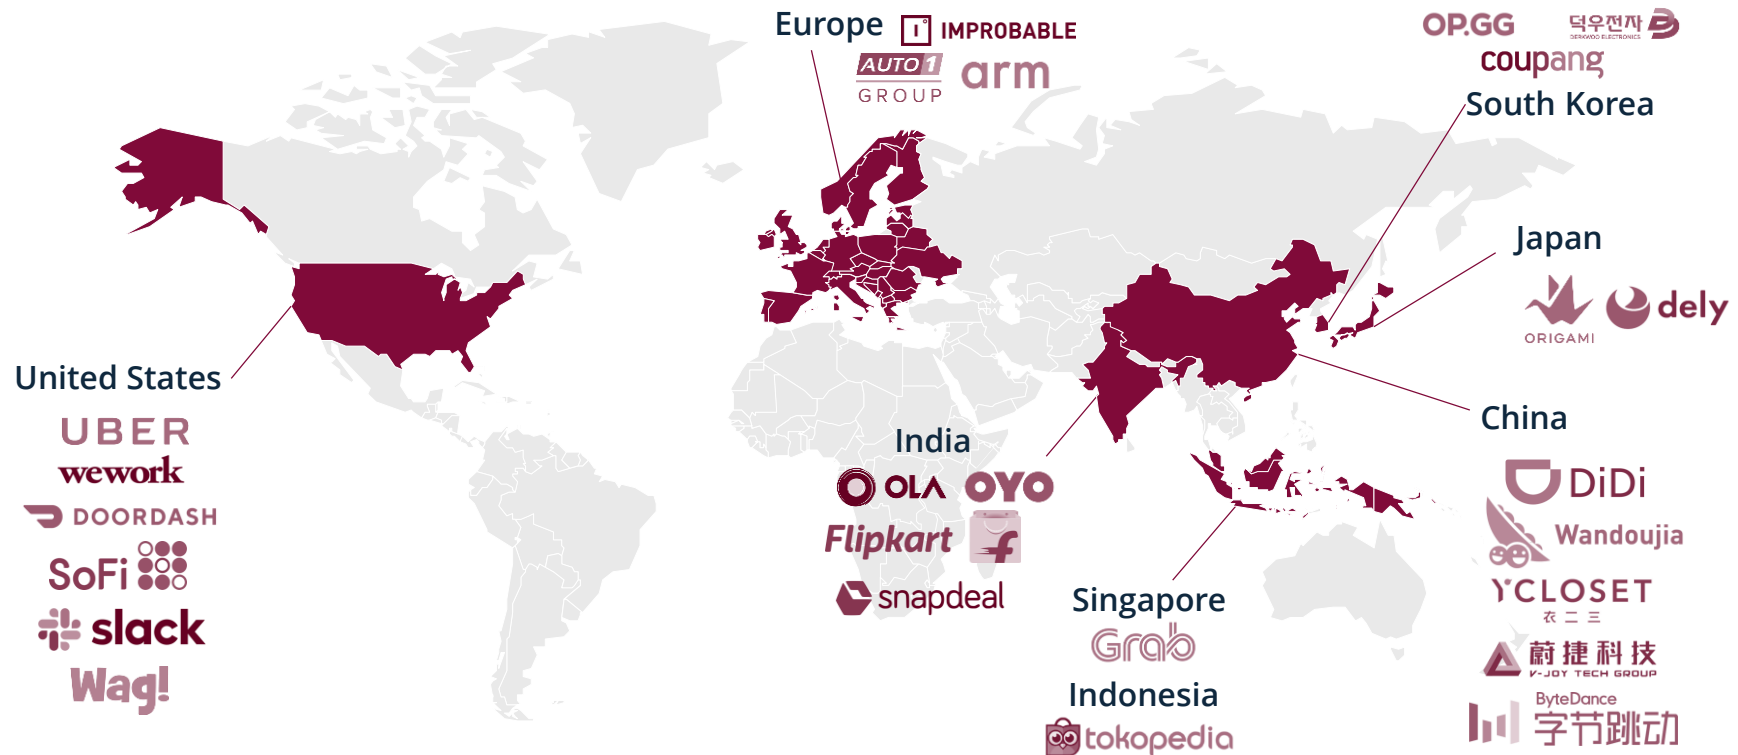 Europe
IMPROBABLE
AUTO1
GROUP
arm
OP.GG
덕우전자
DERKWOO ELECTRONICS
coupang
South Korea
Japan
ORIGAMI
dely
United States
UBER
wework
DOORDASH
SoFi
slack
Wag!
India
OLA
OYO
Flipkart
f
snapdeal
Singapore
Grab
Indonesia
tokopedia
China
DiDi
Wandoujia
YCLOSET
衣二三
蔚捷科技
V-JOY TECH GROUP
ByteDance
字节跳动